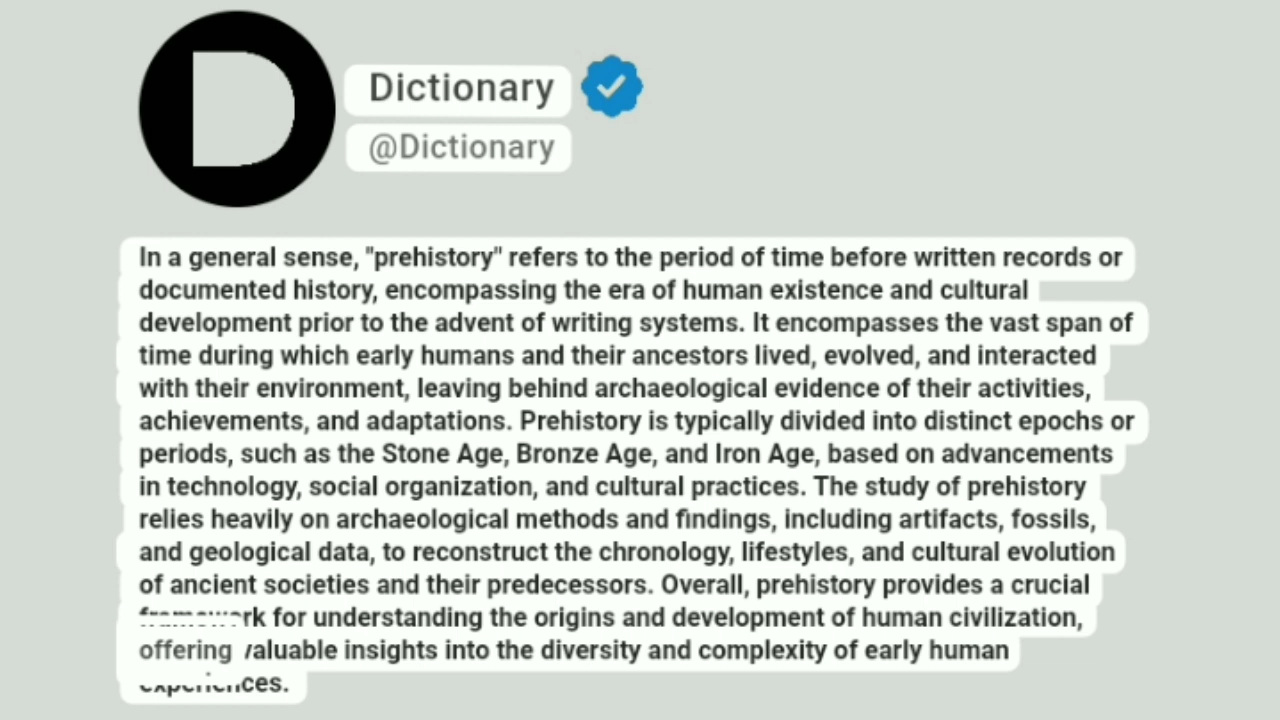 D
Dictionary
@Dictionary
In a general sense, "prehistory" refers to the period of time before written records or
documented history, encompassing the era of human existence and cultural
development prior to the advent of writing systems. It encompasses the vast span of
time during which early humans and their ancestors lived, evolved, and interacted
with their environment, leaving behind archaeological evidence of their activities,
achievements, and adaptations. Prehistory is typically divided into distinct epochs or
periods, such as the Stone Age, Bronze Age, and Iron Age, based on advancements
in technology, social organization, and cultural practices. The study of prehistory
relies heavily on archaeological methods and findings, including artifacts, fossils,
and geological data, to reconstruct the chronology, lifestyles, and cultural evolution
of ancient societies and their predecessors. Overall, prehistory provides a crucial
framework for understanding the origins and development of human civilization,
offering valuable insights into the diversity and complexity of early human
experiences.